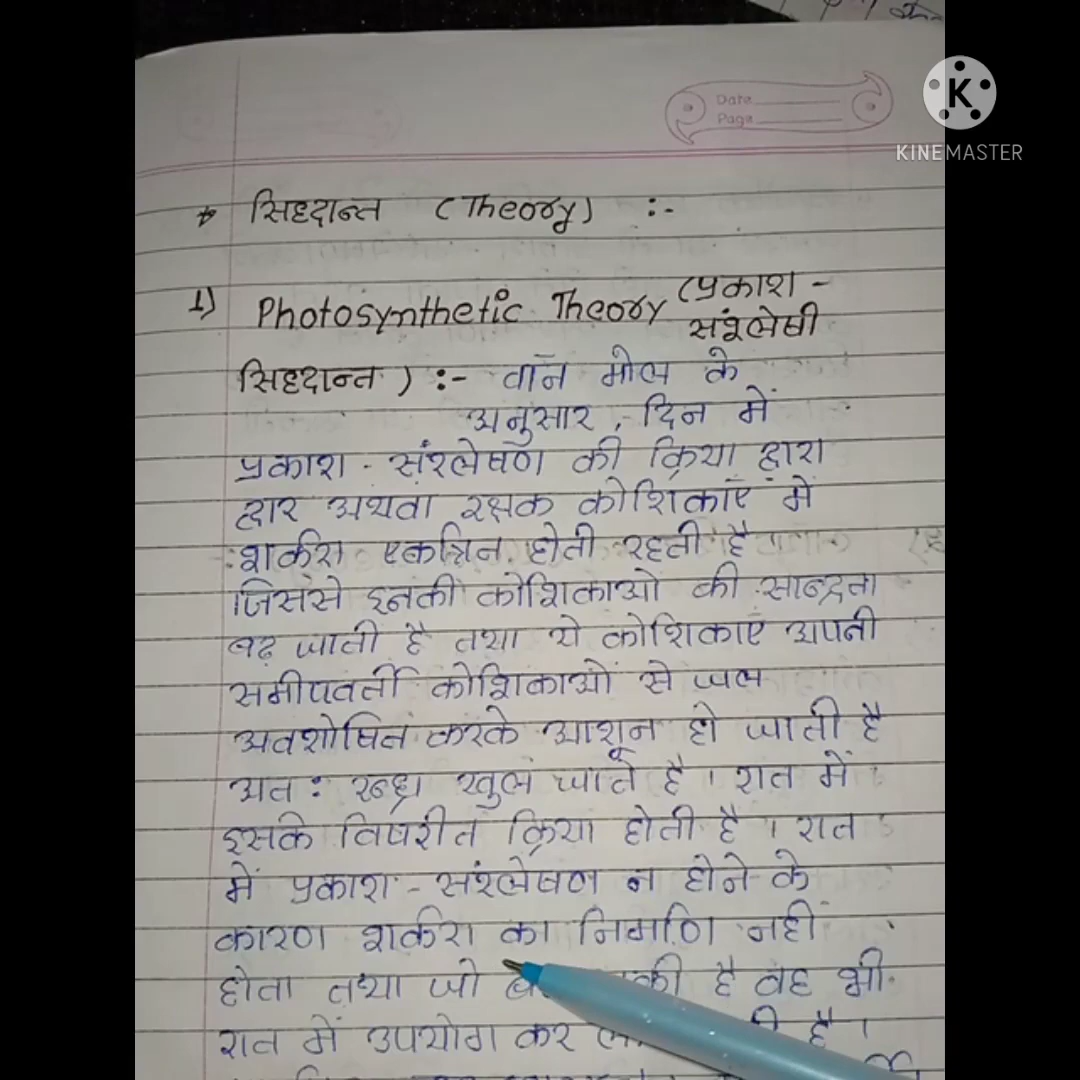 Date
Page
K
KINEMASTER
सिध्दान्त (Theory) :-
1) Photosynthetic Theory (प्रकाश -
संश्लेषी
सिध्दान्त ) :- वॉन मोल के
अनुसार , दिन में
प्रकाश - संश्लेषण की क्रिया द्वारा
द्वार अथवा रक्षक कोशिकाएँ में
शर्करा एकत्रित होती रहती है
जिससे इनकी कोशिकाओं की सान्द्रता
बढ़ जाती है तथा ये कोशिकाएँ अपनी
समीपवर्ती कोशिकाओं से जल
अवशोषित करके आशून हो जाती है
अतः रन्ध्र खुल जाते है । रात में
इसके विपरीत क्रिया होती है । रात
में प्रकाश - संश्लेषण न होने के
कारण शर्करा का निर्माण नहीं
होता तथा जो है वह भी
रात में उपयोग कर है ।